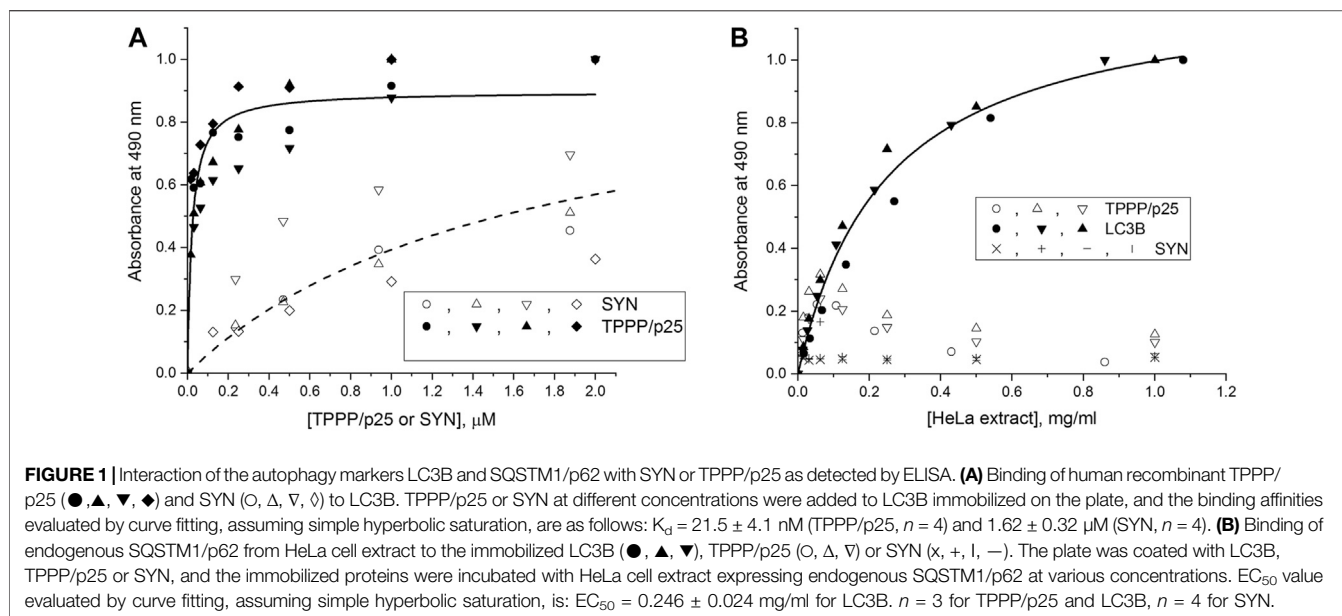 A
1.0
0.8
0.6
0.4
0.2
0.0
Absorbance at 490 nm
0.0 0.2 0.4 0.6 0.8 1.0 1.2 1.4 1.6 1.8 2.0
[TPPP/p25 or SYN], μM
○ , △ , ▽ , ◇ SYN
● , ▼ , ▲ , ◆ TPPP/p25
B
1.0
0.8
0.6
0.4
0.2
0.0
Absorbance at 490 nm
0.0 0.2 0.4 0.6 0.8 1.0 1.2
[HeLa extract], mg/ml
○ , △ , ▽ TPPP/p25
● , ▼ , ▲ LC3B
× , + , − , ı SYN
FIGURE 1 | Interaction of the autophagy markers LC3B and SQSTM1/p62 with SYN or TPPP/p25 as detected by ELISA. (A) Binding of human recombinant TPPP/
p25 (●,▲, ▼, ◆) and SYN (O, Δ, ∇, ◊) to LC3B. TPPP/p25 or SYN at different concentrations were added to LC3B immobilized on the plate, and the binding affinities
evaluated by curve fitting, assuming simple hyperbolic saturation, are as follows: Kd = 21.5 ± 4.1 nM (TPPP/p25, n = 4) and 1.62 ± 0.32 μM (SYN, n = 4). (B) Binding of
endogenous SQSTM1/p62 from HeLa cell extract to the immobilized LC3B (●, ▲, ▼), TPPP/p25 (O, Δ, ∇) or SYN (x, +, I, —). The plate was coated with LC3B,
TPPP/p25 or SYN, and the immobilized proteins were incubated with HeLa cell extract expressing endogenous SQSTM1/p62 at various concentrations. EC50 value
evaluated by curve fitting, assuming simple hyperbolic saturation, is: EC50 = 0.246 ± 0.024 mg/ml for LC3B. n = 3 for TPPP/p25 and LC3B, n = 4 for SYN.